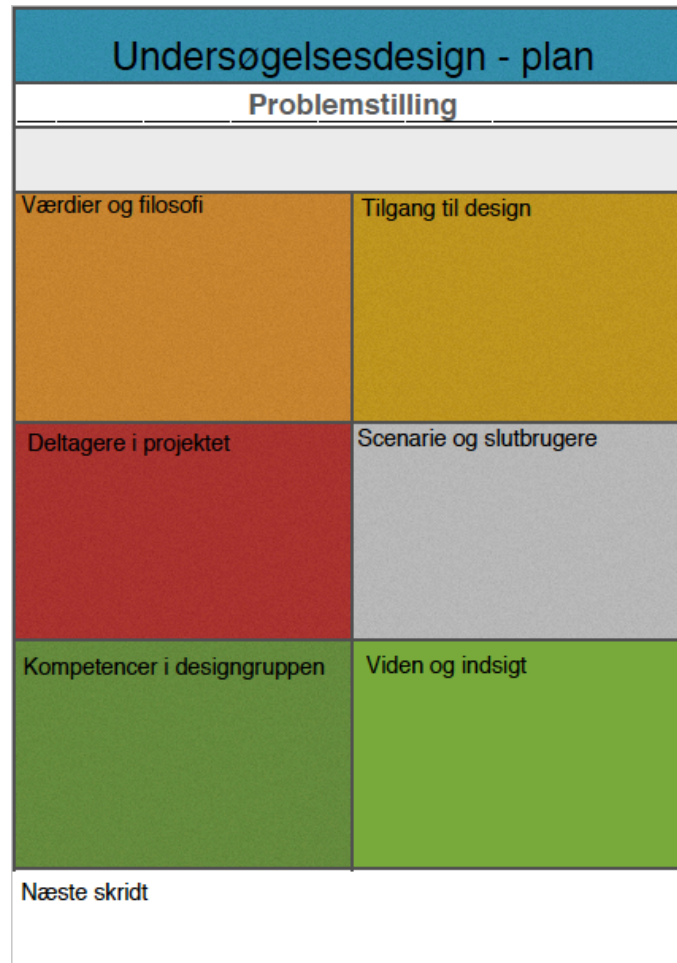 Undersøgelsesdesign - plan
Problemstilling
Værdier og filosofi
Tilgang til design
Deltagere i projektet
Scenarie og slutbrugere
Kompetencer i designgruppen
Viden og indsigt
Næste skridt